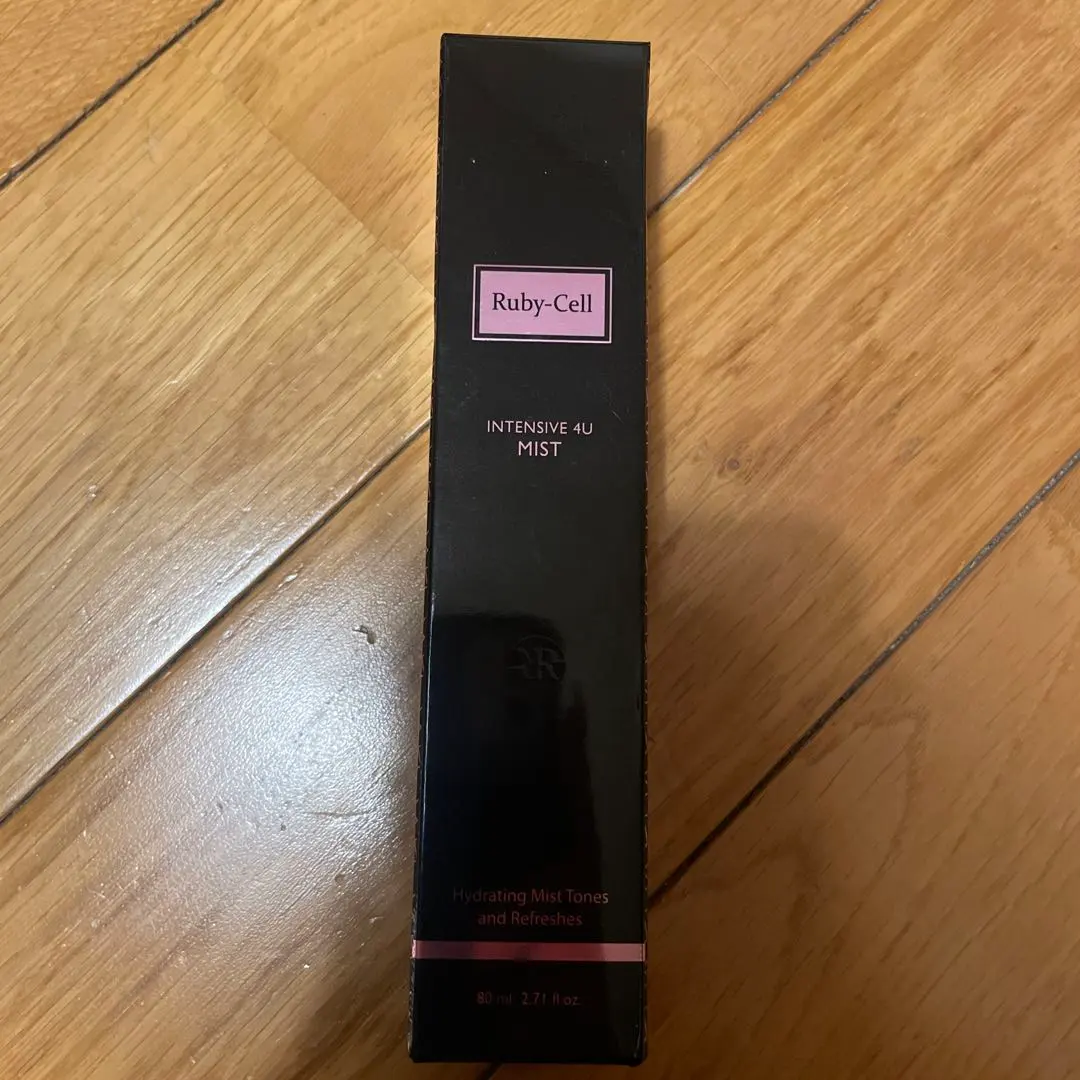 Ruby-Cell
INTENSIVE 4U
MIST
Hydrating Mist Tones
and Refreshes
80 ml 2.71 fl oz.